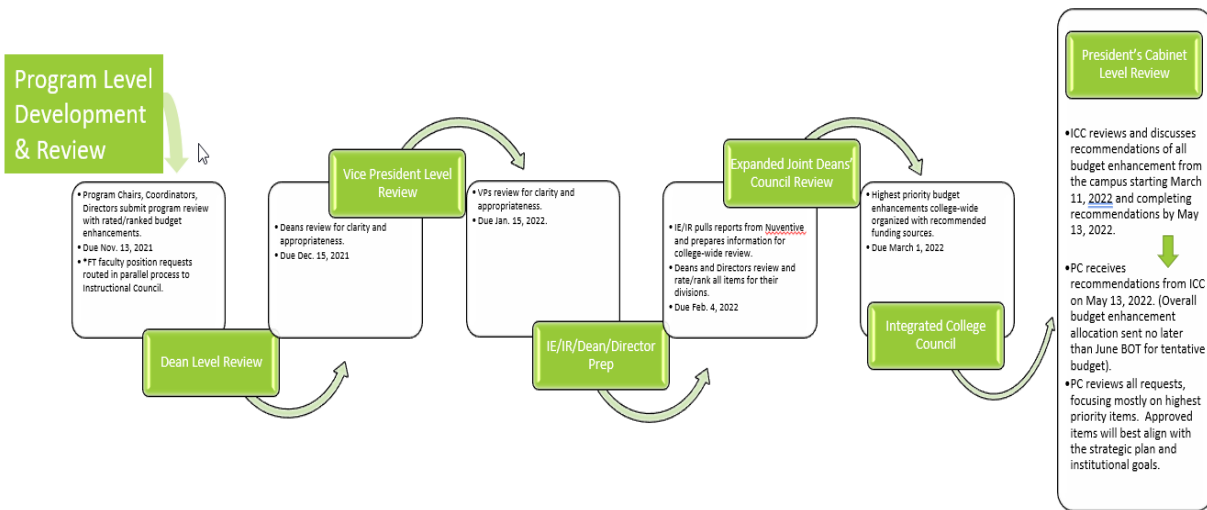 Program Level
Development
& Review
• Program Chairs, Coordinators,
Directors submit program review
with rated/ranked budget
enhancements.
• Due Nov. 13, 2021
• *FT faculty position requests
routed in parallel process to
Instructional Council.
Dean Level Review
• Deans review for clarity and
appropriateness.
• Due Dec. 15, 2021
Vice President Level
Review
• VPs review for clarity and
appropriateness.
• Due Jan. 15, 2022.
IE/IR/Dean/Director
Prep
• IE/IR pulls reports from Nuventive
and prepares information for
college-wide review.
• Deans and Directors review and
rate/rank all items for their
divisions.
• Due Feb. 4, 2022
Expanded Joint Deans'
Council Review
• Highest priority budget
enhancements college-wide
organized with recommended
funding sources.
• Due March 1, 2022
Integrated College
Council
President's Cabinet
Level Review
•ICC reviews and discusses
recommendations of all
budget enhancement from
the campus starting March
11, 2022 and completing
recommendations by May
13, 2022.
•PC receives
recommendations from ICC
on May 13, 2022. (Overall
budget enhancement
allocation sent no later
than June BOT for tentative
budget).
•PC reviews all requests,
focusing mostly on highest
priority items. Approved
items will best align with
the strategic plan and
institutional goals.